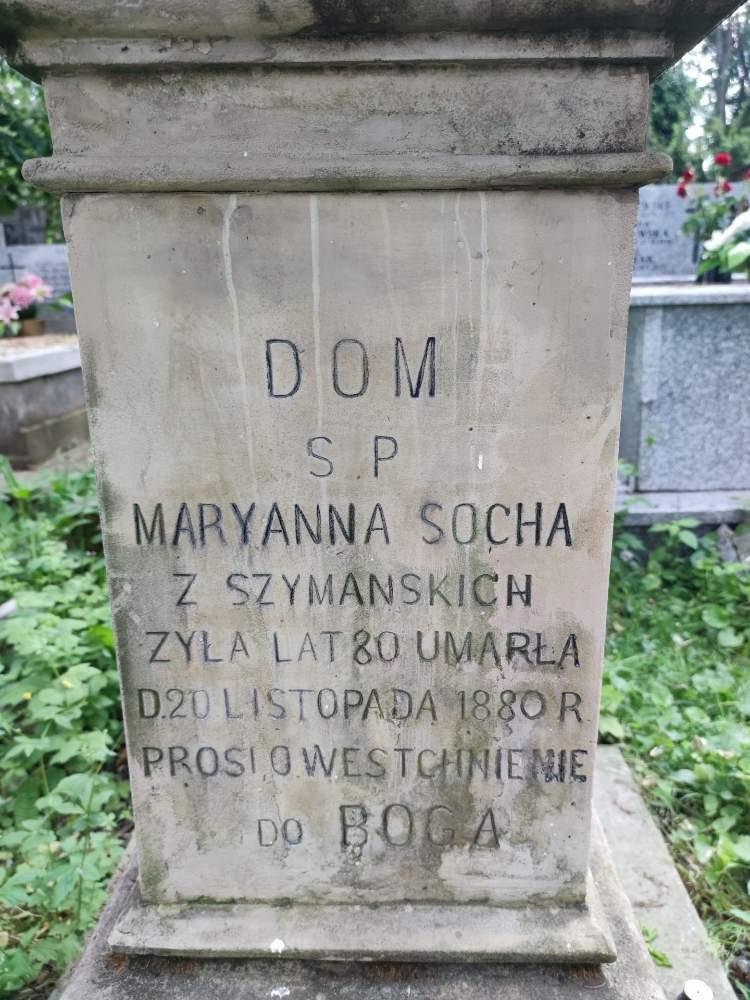 DOM
S P
MARYANNA SOCHA
Z SZYMANSKICH
ZYŁA LAT 80 UMARŁA
D.20 LISTOPADA 1880 R
PROSI O WESTCHNIENIE
DO BOGA